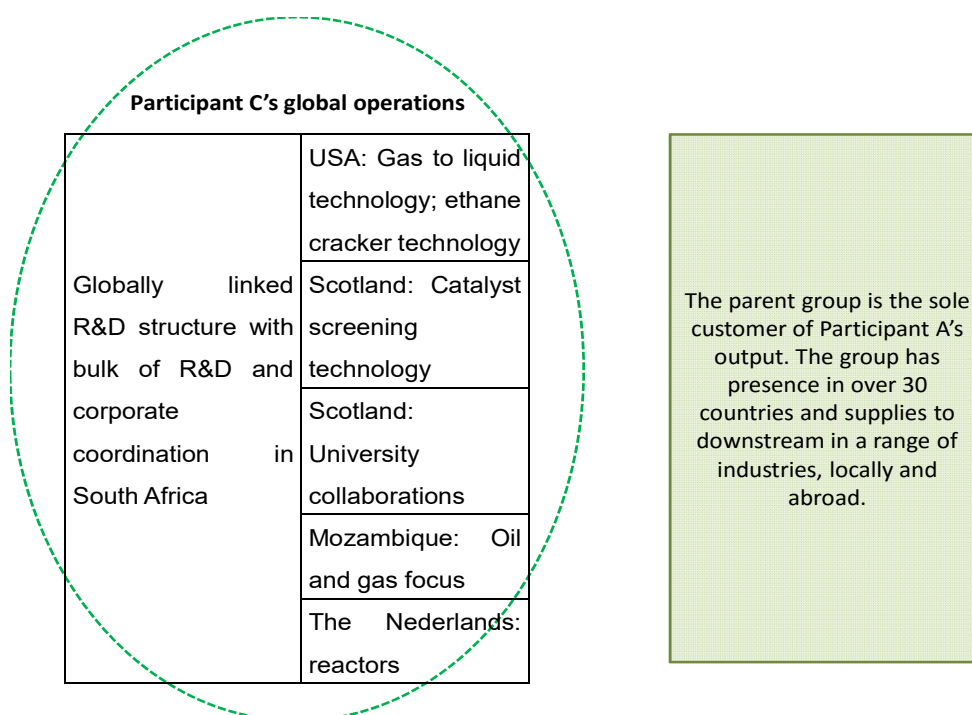 Participant C’s global operations
Globally linked
R&D structure with
bulk of R&D and
corporate
coordination in
South Africa
USA: Gas to liquid
technology; ethane
cracker technology
Scotland: Catalyst
screening
technology
Scotland:
University
collaborations
Mozambique: Oil
and gas focus
The Nederlands:
reactors
The parent group is the sole
customer of Participant A’s
output. The group has
presence in over 30
countries and supplies to
downstream in a range of
industries, locally and
abroad.